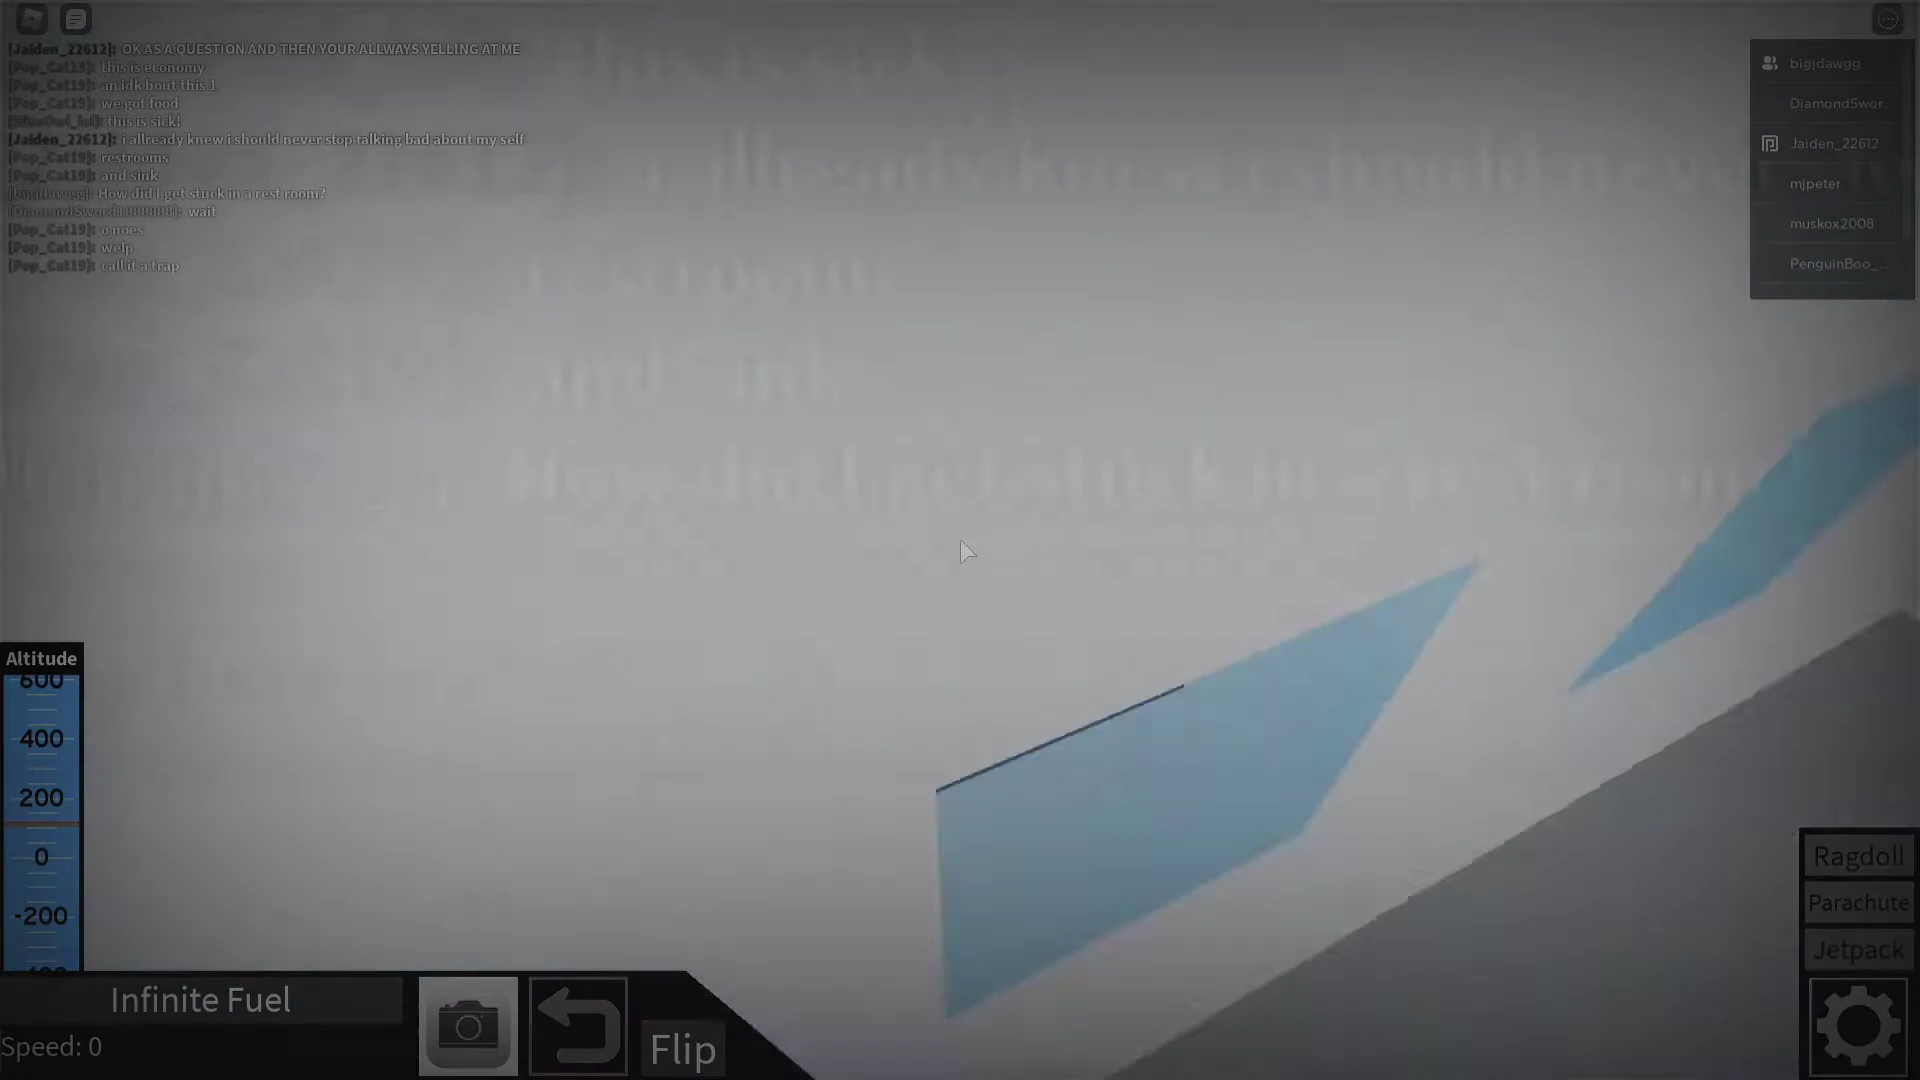 [Jaiden_22612]: OK AS A QUESTION AND THEN YOUR ALLWAYS YELLING AT ME
[Pop_Cat19]: this is economy
[Pop_Cat19]: an idk bout this 1
[Pop_Cat19]: we got food
this is sick!
[Jaiden_22612]: i allready knew i should never stop talking bad about my self
[Pop_Cat19]: restrooms
[Pop_Cat19]: and sink
[bigjdawgg]: How did I get stuck in a rest room?
wait
[Pop_Cat19]: o noes
[Pop_Cat19]: welp
[Pop_Cat19]: call it a trap
bigjdawgg
DiamondSwor...
Jaiden_22612
mjpeter
muskox2008
PenguinBoo_...
Altitude
600
400
200
0
-200
-400
Infinite Fuel
Speed: 0
Flip
Ragdoll
Parachute
Jetpack